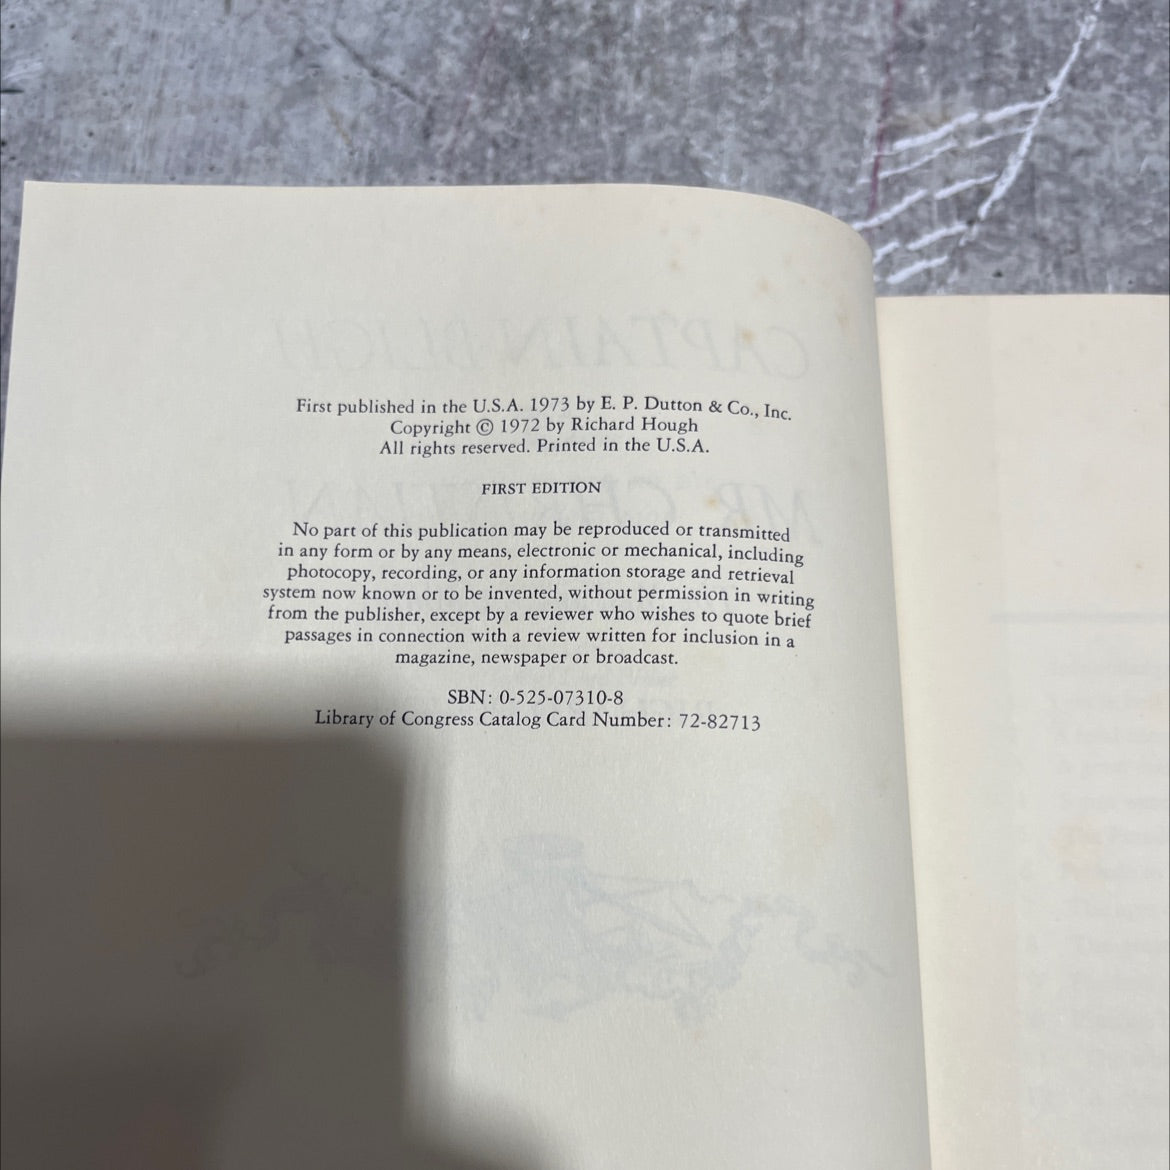 First published in the U.S.A. 1973 by E. P. Dutton & Co., Inc.
Copyright © 1972 by Richard Hough
All rights reserved. Printed in the U.S.A.
FIRST EDITION
No part of this publication may be reproduced or transmitted
in any form or by any means, electronic or mechanical, including
photocopy, recording, or any information storage and retrieval
system now known or to be invented, without permission in writing
from the publisher, except by a reviewer who wishes to quote brief
passages in connection with a review written for inclusion in a
magazine, newspaper or broadcast.
SBN: 0-525-07310-8
Library of Congress Catalog Card Number: 72-82713